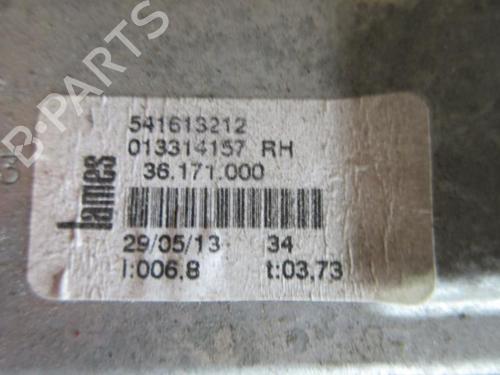 B-PARTS
541613212
013314157 RH
36.171.000
lames
29/05/13 34
I:006,8 t:03,73